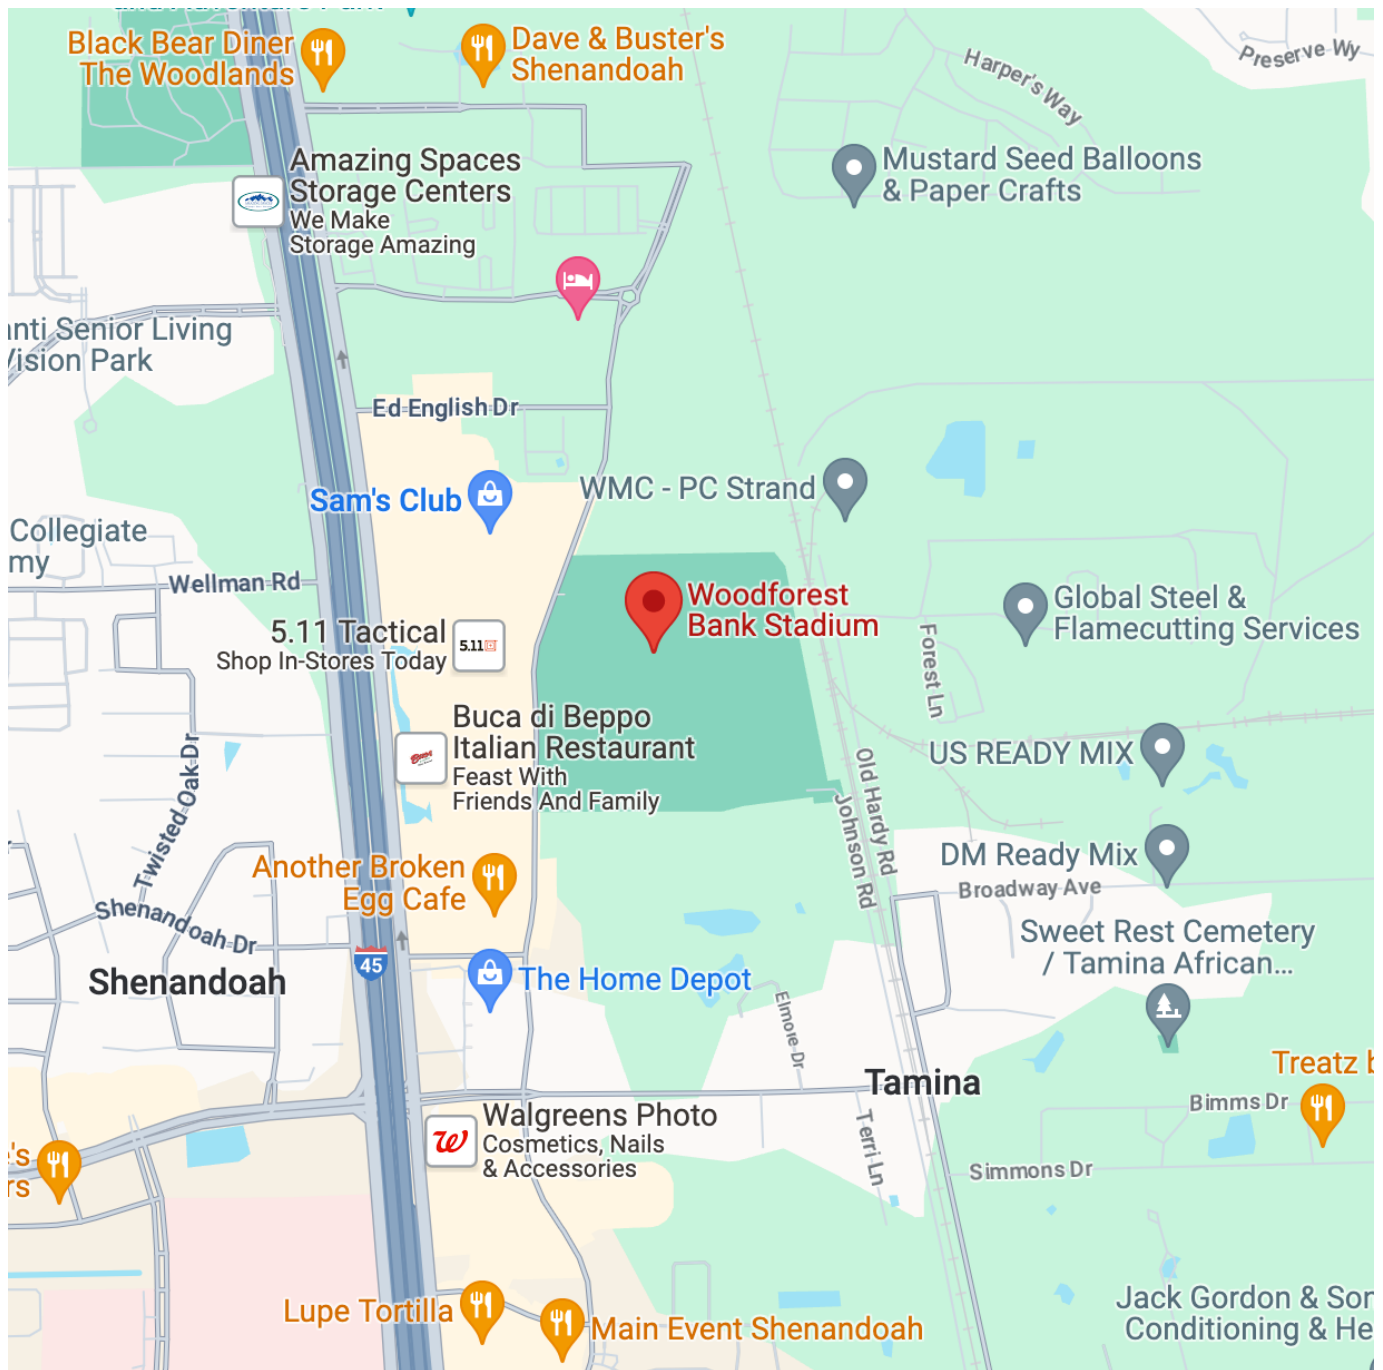 Black Bear Diner
The Woodlands
Dave & Buster's
Shenandoah
Harper's Way
Preserve Wy
Amazing Spaces
Storage Centers
We Make
Storage Amazing
Mustard Seed Balloons
& Paper Crafts
Senior Living
Vision Park
Ed English Dr
Sam's Club
WMC - PC Strand
Collegiate
Wellman Rd
Woodforest
Bank Stadium
Global Steel &
Flamecutting Services
5.11 Tactical
Shop In-Stores Today
5.11
Forest Ln
Buca di Beppo
Italian Restaurant
Feast With
Friends And Family
US READY MIX
Twisted Oak Dr
Old Hardy Rd
Johnson Rd
Another Broken
Egg Cafe
DM Ready Mix
Broadway Ave
Shenandoah Dr
Sweet Rest Cemetery
/ Tamina African...
45
Shenandoah
The Home Depot
Elmore Dr
Tamina
Treatz
Bimms Dr
Walgreens Photo
Cosmetics, Nails
& Accessories
Terri Ln
Simmons Dr
Lupe Tortilla
Main Event Shenandoah
Jack Gordon & Son
Conditioning & He